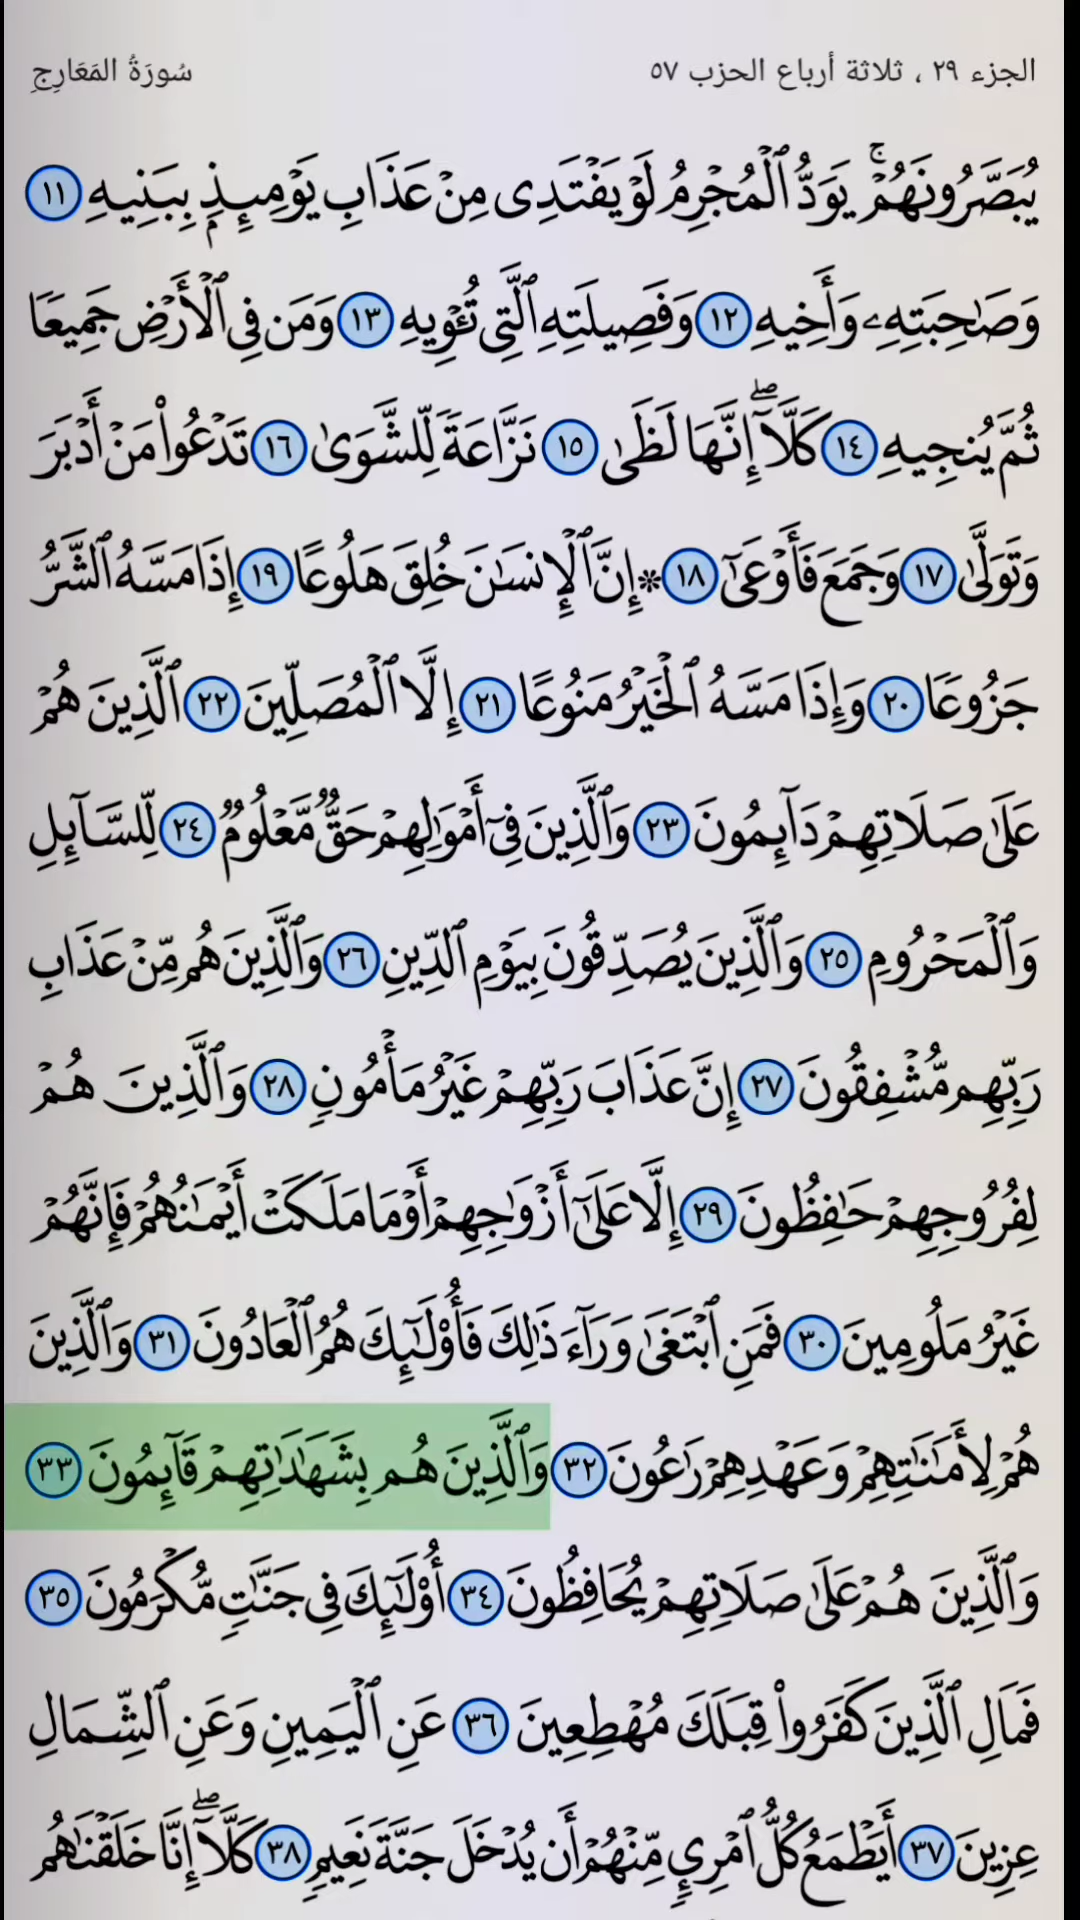 الجزء ٢٩ ، ثلاثة أرباع الحزب ٥٧
سُورَةُ المَعَارِجِ
يُبَصَّرُونَهُمۡۚ يَوَدُّ ٱلۡمُجۡرِمُ لَوۡ يَفۡتَدِي مِنۡ عَذَابِ يَوۡمِئِذِۭ بِبَنِيهِ ١١
وَصَٰحِبَتِهِۦ وَأَخِيهِ ١٢ وَفَصِيلَتِهِ ٱلَّتِي تُـٔۡوِيهِ ١٣ وَمَن فِي ٱلۡأَرۡضِ جَمِيعٗا
ثُمَّ يُنجِيهِ ١٤ كَلَّآۖ إِنَّهَا لَظَىٰ ١٥ نَزَّاعَةٗ لِّلشَّوَىٰ ١٦ تَدۡعُواْ مَنۡ أَدۡبَرَ
وَتَوَلَّىٰ ١٧ وَجَمَعَ فَأَوۡعَىٰٓ ١٨ * إِنَّ ٱلۡإِنسَٰنَ خُلِقَ هَلُوعًا ١٩ إِذَا مَسَّهُ ٱلشَّرُّ
جَزُوعٗا ٢٠ وَإِذَا مَسَّهُ ٱلۡخَيۡرُ مَنُوعًا ٢١ إِلَّا ٱلۡمُصَلِّينَ ٢٢ ٱلَّذِينَ هُمۡ
عَلَىٰ صَلَاتِهِمۡ دَآئِمُونَ ٢٣ وَٱلَّذِينَ فِيٓ أَمۡوَٰلِهِمۡ حَقّٞ مَّعۡلُومٞ ٢٤ لِّلسَّآئِلِ
وَٱلۡمَحۡرُومِ ٢٥ وَٱلَّذِينَ يُصَدِّقُونَ بِيَوۡمِ ٱلدِّينِ ٢٦ وَٱلَّذِينَ هُم مِّنۡ عَذَابِ
رَبِّهِم مُّشۡفِقُونَ ٢٧ إِنَّ عَذَابَ رَبِّهِمۡ غَيۡرُ مَأۡمُونٖ ٢٨ وَٱلَّذِينَ هُمۡ
لِفُرُوجِهِمۡ حَٰفِظُونَ ٢٩ إِلَّا عَلَىٰٓ أَزۡوَٰجِهِمۡ أَوۡ مَا مَلَكَتۡ أَيۡمَٰنُهُمۡ فَإِنَّهُمۡ
غَيۡرُ مَلُومِينَ ٣٠ فَمَنِ ٱبۡتَغَىٰ وَرَآءَ ذَٰلِكَ فَأُوْلَٰٓئِكَ هُمُ ٱلۡعَادُونَ ٣١ وَٱلَّذِينَ
هُمۡ لِأَمَٰنَٰتِهِمۡ وَعَهۡدِهِمۡ رَٰعُونَ ٣٢ وَٱلَّذِينَ هُم بِشَهَٰدَٰتِهِمۡ قَآئِمُونَ ٣٣
وَٱلَّذِينَ هُمۡ عَلَىٰ صَلَاتِهِمۡ يُحَافِظُونَ ٣٤ أُوْلَٰٓئِكَ فِي جَنَّٰتٖ مُّكۡرَمُونَ ٣٥
فَمَالِ ٱلَّذِينَ كَفَرُواْ قِبَلَكَ مُهۡطِعِينَ ٣٦ عَنِ ٱلۡيَمِينِ وَعَنِ ٱلشِّمَالِ
عِزِينَ ٣٧ أَيَطۡمَعُ كُلُّ ٱمۡرِيٕٖ مِّنۡهُمۡ أَن يُدۡخَلَ جَنَّةَ نَعِيمٖ ٣٨ كَلَّآۖ إِنَّا خَلَقۡنَٰهُم